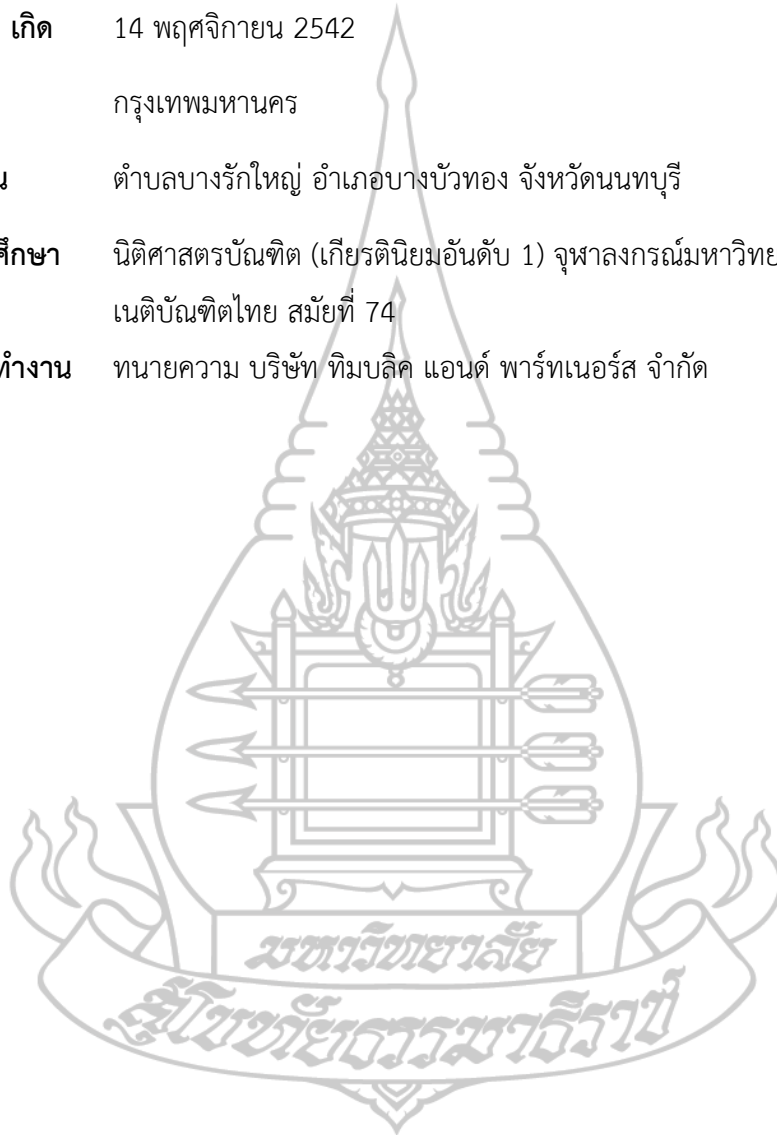 เกิด 14 พฤศจิกายน 2542
กรุงเทพมหานคร
ตำบลบางรักใหญ่ อำเภอบางบัวทอง จังหวัดนนทบุรี
นิติศาสตรบัณฑิต (เกียรตินิยมอันดับ 1) จุฬาลงกรณ์มหาวิทย
เนติบัณฑิตไทย สมัยที่ 74
ทำงาน ทนายความ บริษัท ทิมบลิค แอนด์ พาร์ทเนอร์ส จำกัด
มหาวิทยาลัย
สุโขทัยธรรมาธิราช